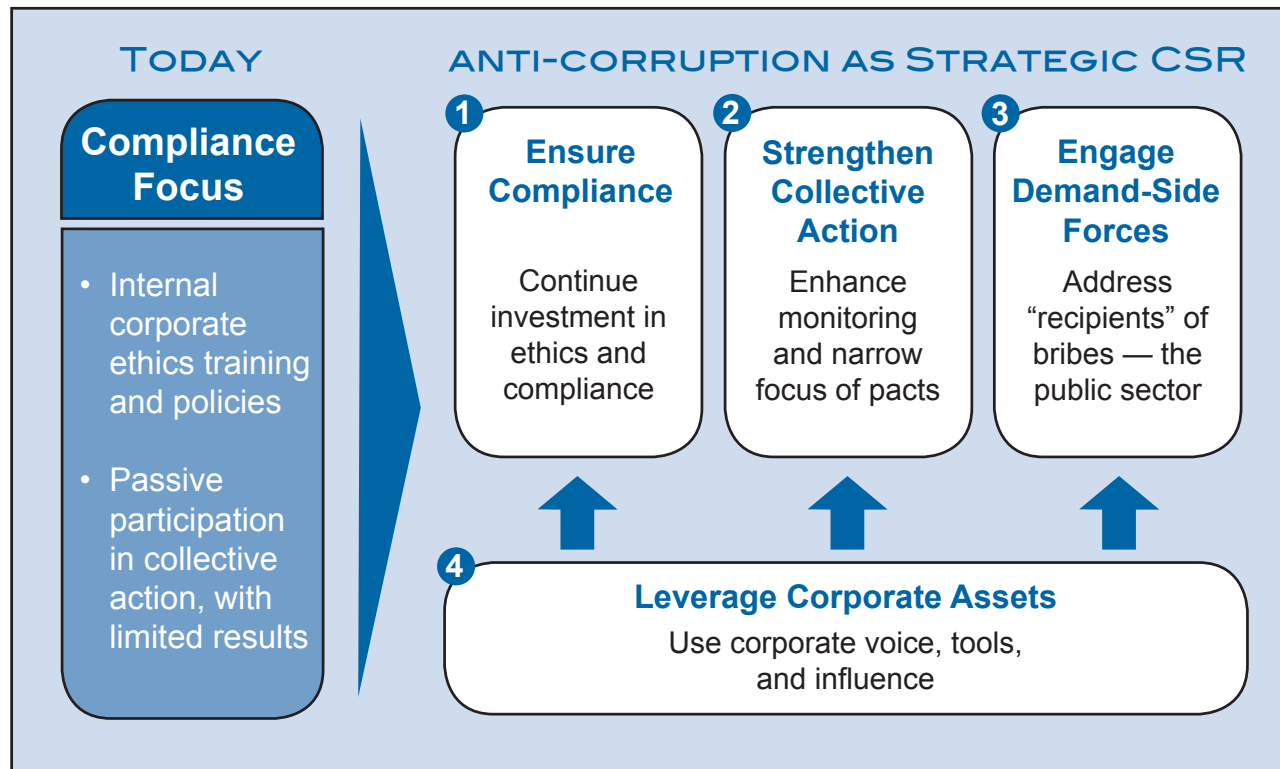 TODAY
Compliance
Focus
• Internal
corporate
ethics training
and policies
• Passive
participation
in collective
action, with
limited results
ANTI-CORRUPTION AS STRATEGIC CSR
1
Ensure
Compliance
Continue
investment in
ethics and
compliance
2
Strengthen
Collective
Action
Enhance
monitoring
and narrow
focus of pacts
3
Engage
Demand-Side
Forces
Address
“recipients” of
bribes — the
public sector
4
Leverage Corporate Assets
Use corporate voice, tools,
and influence